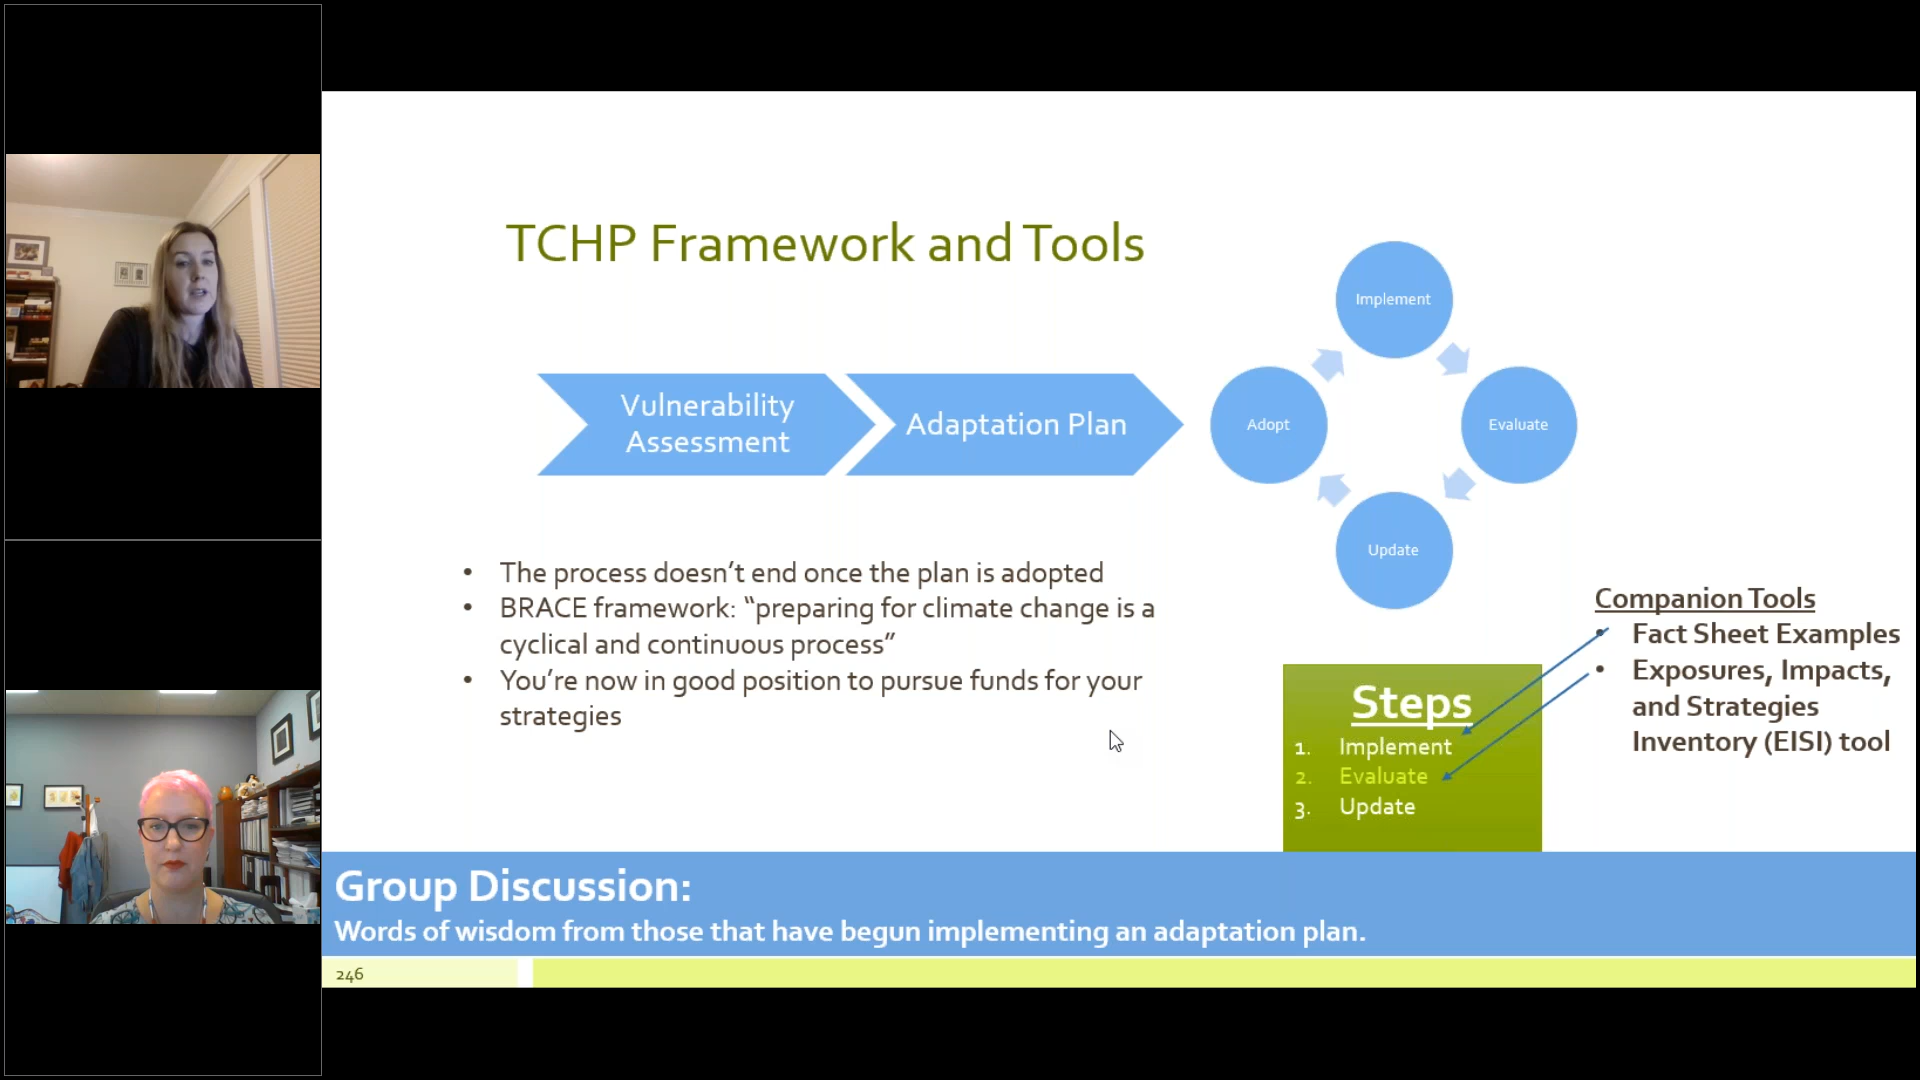 TCHP Framework and Tools
Vulnerability
Assessment
Adaptation Plan
Implement
Adopt
Evaluate
Update
• The process doesn’t end once the plan is adopted
• BRACE framework: “preparing for climate change is a
cyclical and continuous process”
• You’re now in good position to pursue funds for your
strategies
Companion Tools
• Fact Sheet Examples
• Exposures, Impacts,
and Strategies
Inventory (EISI) tool
Steps
1. Implement
2. Evaluate
3. Update
Group Discussion:
Words of wisdom from those that have begun implementing an adaptation plan.
246